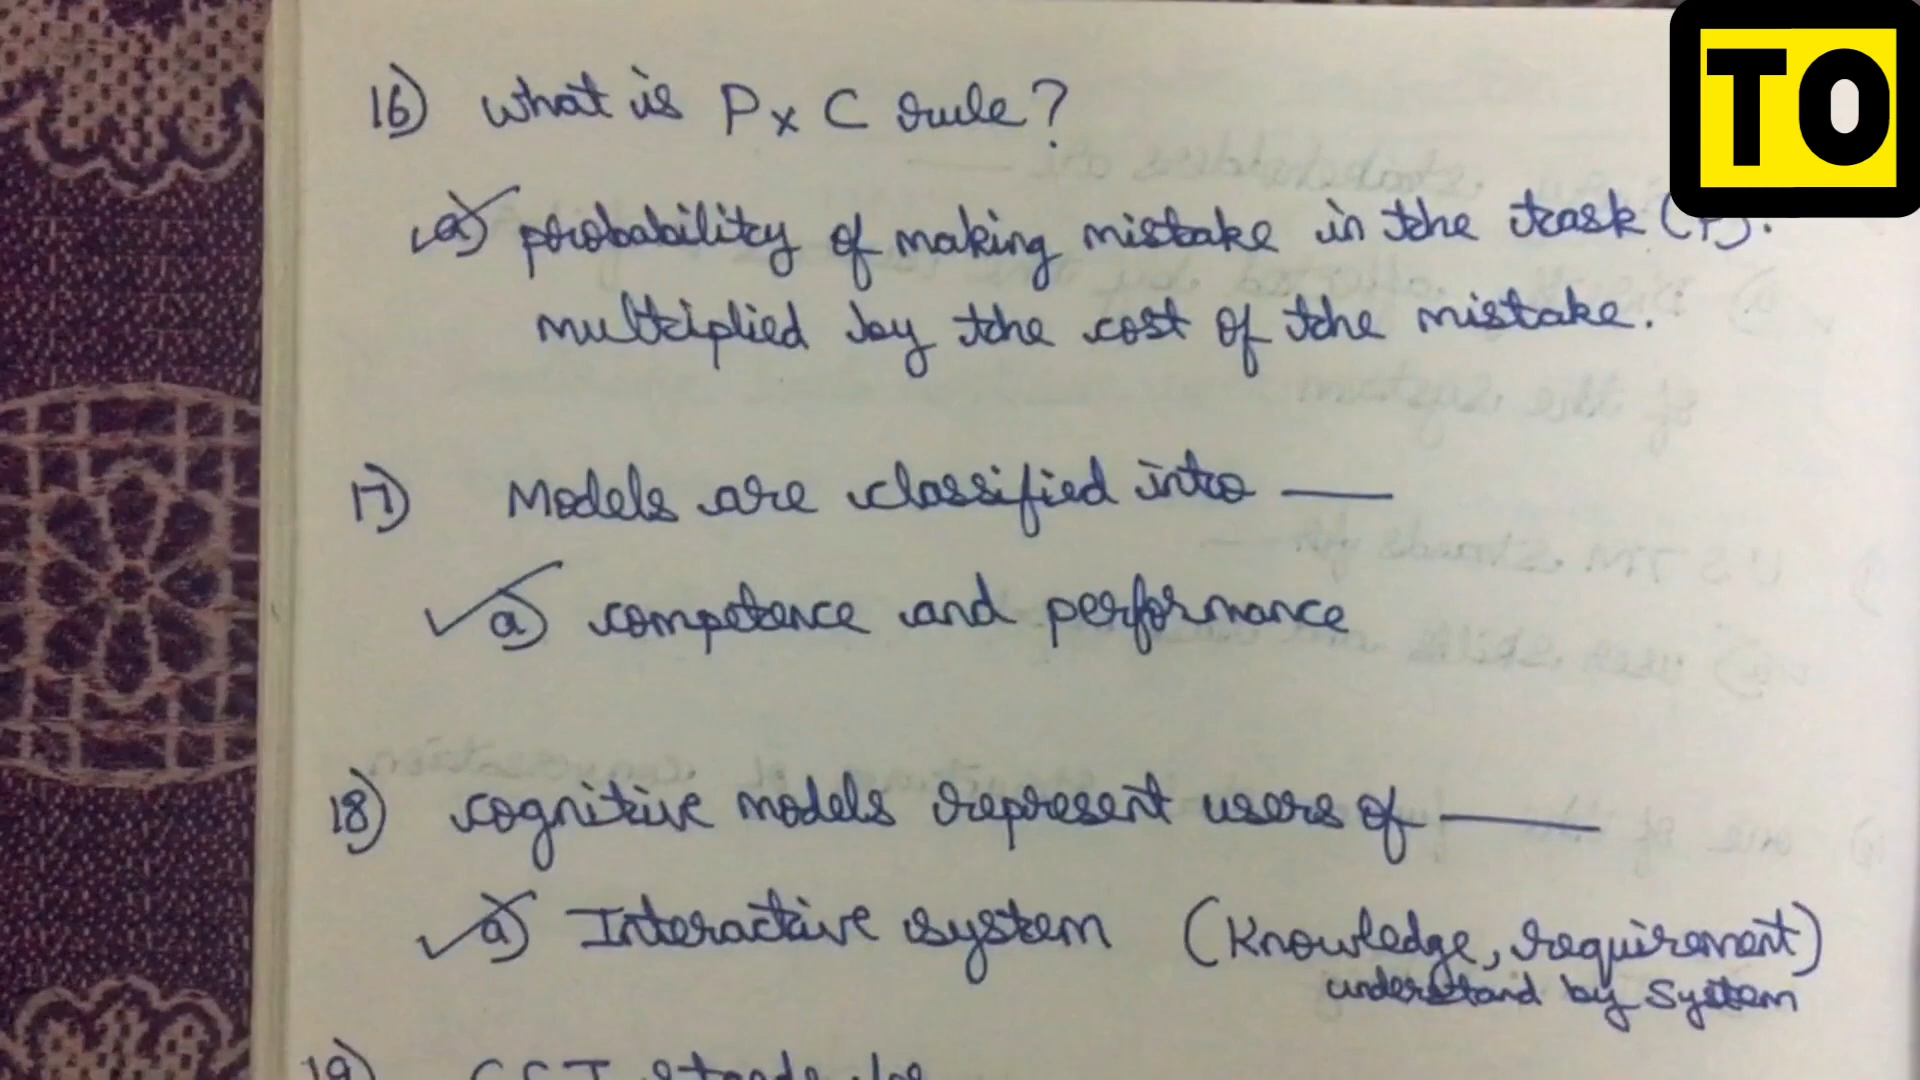 TO
16) what is P x C rule?
a) probability of making mistake in the task (P).
multiplied by the cost of the mistake.
17) Models are classified into —
a) competence and performance
18) cognitive models represent users of —
a) Interactive system (Knowledge, requirement)
understand by System
19)